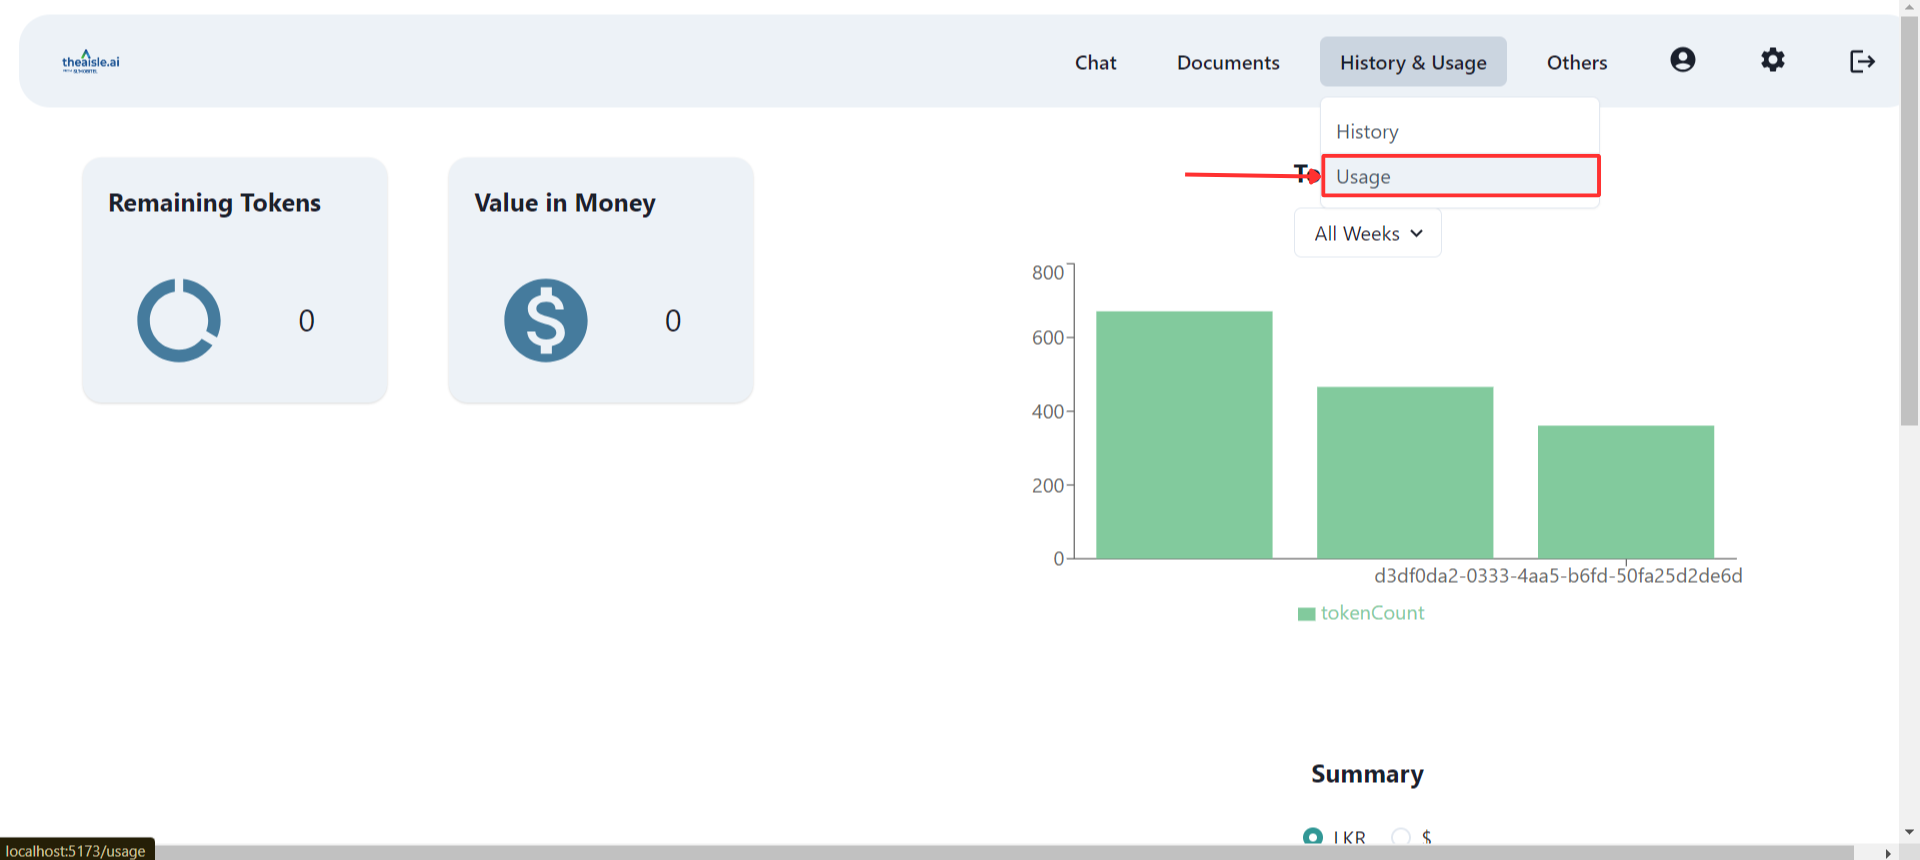 theaisle.ai
Chat
Documents
History & Usage
Others
History
Usage
Remaining Tokens
0
Value in Money
0
All Weeks
800
600
400
200
0
d3df0da2-0333-4aa5-b6fd-50fa25d2de6d
tokenCount
Summary
LKR
$
localhost:5173/usage